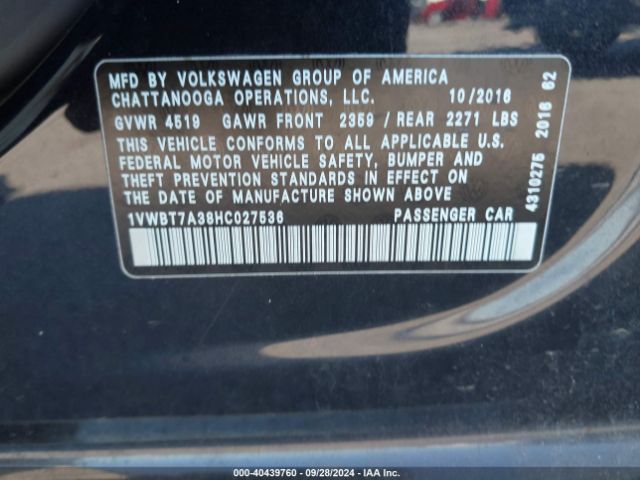 MFD BY VOLKSWAGEN GROUP OF AMERICA
CHATTANOOGA OPERATIONS, LLC. 10/2016
GVWR 4519 GAWR FRONT 2359 / REAR 2271 LBS
THIS VEHICLE CONFORMS TO ALL APPLICABLE U.S.
FEDERAL MOTOR VEHICLE SAFETY, BUMPER AND
THEFT PREVENTION STANDARDS IN EFFECT ON
THE DATE OF MANUFACTURE SHOWN ABOVE
1VWBT7A38HC027536 PASSENGER CAR
4310275 2016 62
000-40439760 - 09/28/2024 - IAA Inc.